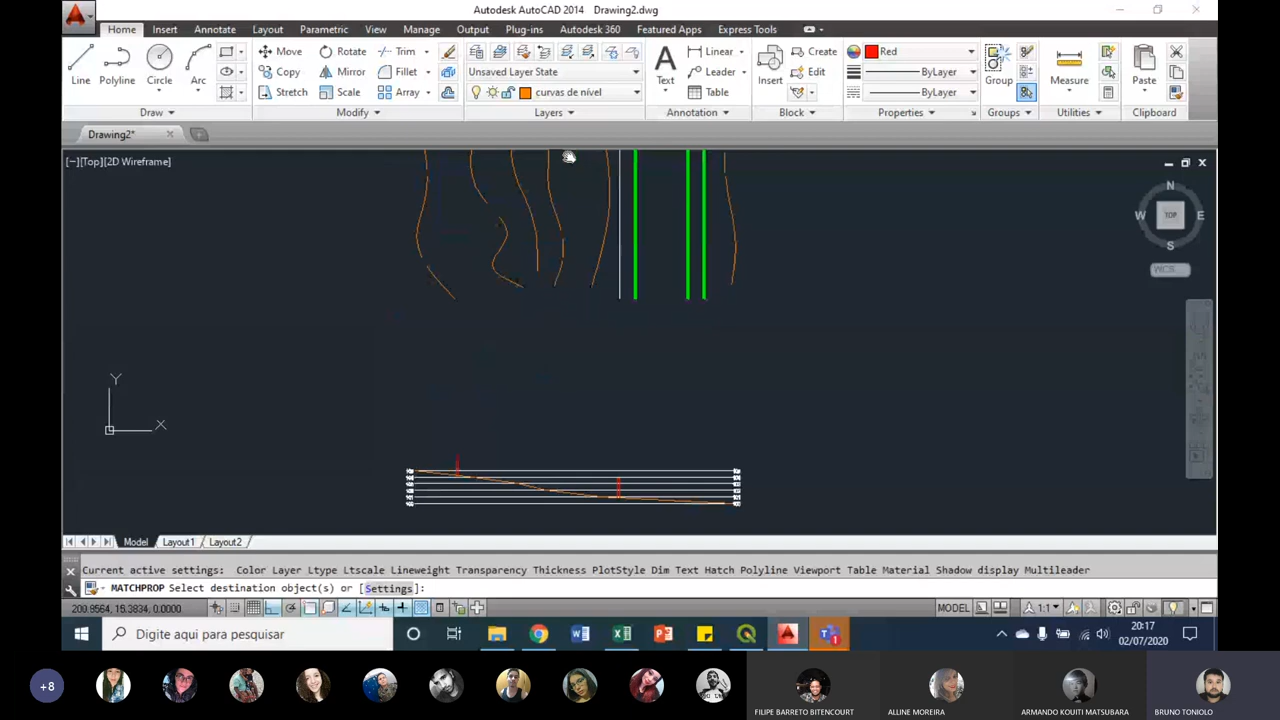 Autodesk AutoCAD 2014 Drawing2.dwg
Home Insert Annotate Layout Parametric View Manage Output Plug-ins Autodesk 360 Featured Apps Express Tools
Line Polyline Circle Arc
Move Rotate Trim
Copy Mirror Fillet
Stretch Scale Array
Unsaved Layer State
curvas de nível
Text
Linear
Leader
Table
Insert
Create
Edit
Red
ByLayer
ByLayer
Group
Measure
Paste
Draw Modify Layers Annotation Block Properties Groups Utilities Clipboard
Drawing2*
[−][Top][2D Wireframe]
N
W TOP E
S
WCS
Y
X
Model Layout1 Layout2
Current active settings: Color Layer Ltype Ltscale Lineweight Transparency Thickness PlotStyle Dim Text Hatch Polyline Viewport Table Material Shadow display Multileader
MATCHPROP Select destination object(s) or [Settings]:
MODEL 1:1
Digite aqui para pesquisar
20:17
02/07/2020
+8
FILIPE BARRETO BITENCOURT ALLINE MOREIRA ARMANDO KOUITI MATSUBARA BRUNO TONIOLO